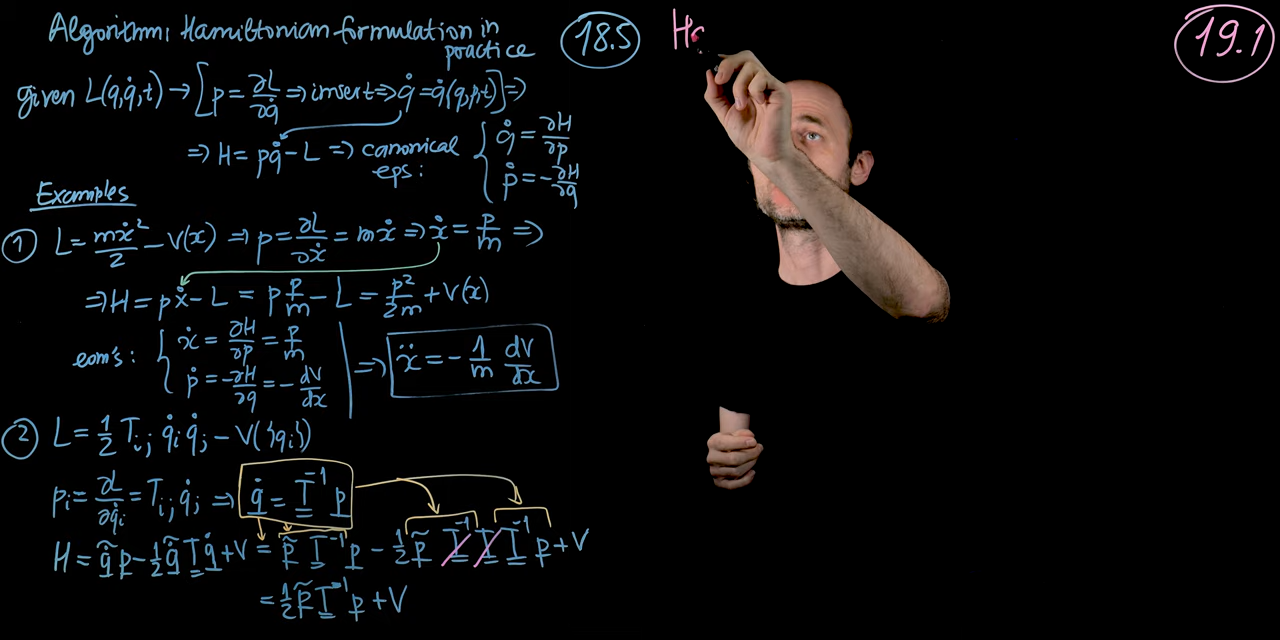 Algorithm: Hamiltonian formulation in practice
18.5
given L(q,q̇,t) → [p = ∂L/∂q̇ ⇒ insert ⇒ q̇ = q̇(q,p,t)] ⇒
⇒ H = pq̇ − L ⇒ canonical eqs: { q̇ = ∂H/∂p
ṗ = −∂H/∂q
Examples
① L = mẋ²/2 − V(x) ⇒ p = ∂L/∂ẋ = mẋ ⇒ ẋ = p/m ⇒
⇒ H = pẋ − L = p p/m − L = p²/2m + V(x)
eom's: { ẋ = ∂H/∂p = p/m
ṗ = −∂H/∂q = −dV/dx
⇒ ẍ = − 1/m dV/dx
② L = 1/2 Tij q̇i q̇j − V({qi})
pi = ∂L/∂q̇i = Tij q̇j ⇒ q̇ = T⁻¹ p
H = q̃̇ p − 1/2 q̃̇ T q̇ + V = p̃ T⁻¹ p − 1/2 p̃ T⁻¹ T T⁻¹ p + V
= 1/2 p̃ T⁻¹ p + V
Ha
19.1